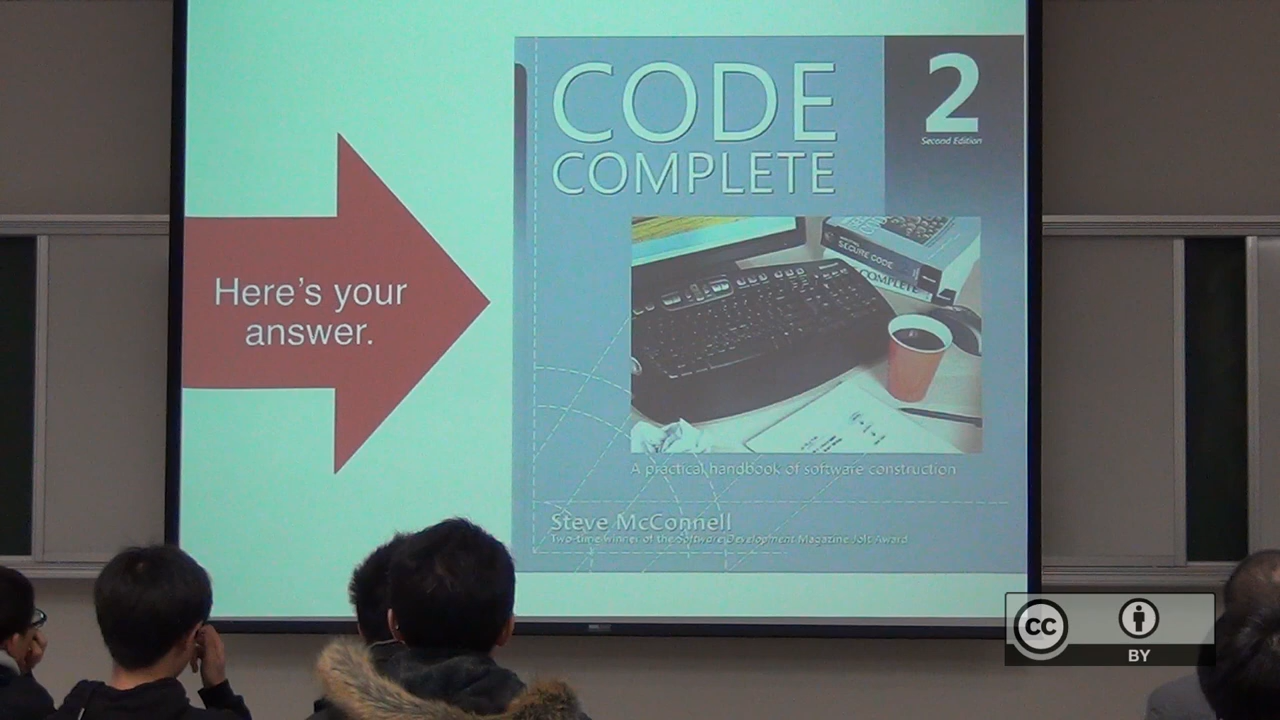 Here's your
answer.
CODE
COMPLETE
2
Second Edition
SECURE CODE
COMPLETE
A practical handbook of software construction
Steve McConnell
Two-time winner of the Software Development Magazine Jolt Award
CC
BY